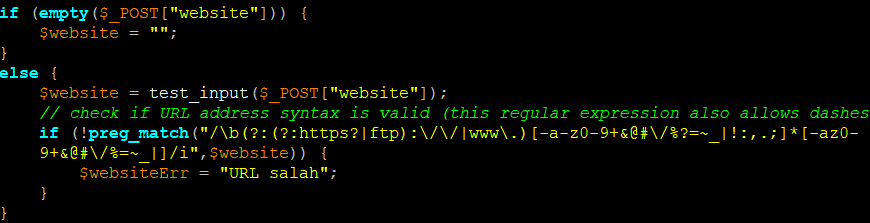 if (empty($_POST["website"])) {
$website = "";
}
else {
$website = test_input($_POST["website"]);
// check if URL address syntax is valid (this regular expression also allows dashes
if (!preg_match("/\b(?:(?:https?|ftp):\/\/|www\.)[-a-z0-9+&@#\/%?=~_|!:,.;]*[-az0-
9+&@#\/%=~_|]/i",$website)) {
$websiteErr = "URL salah";
}
}